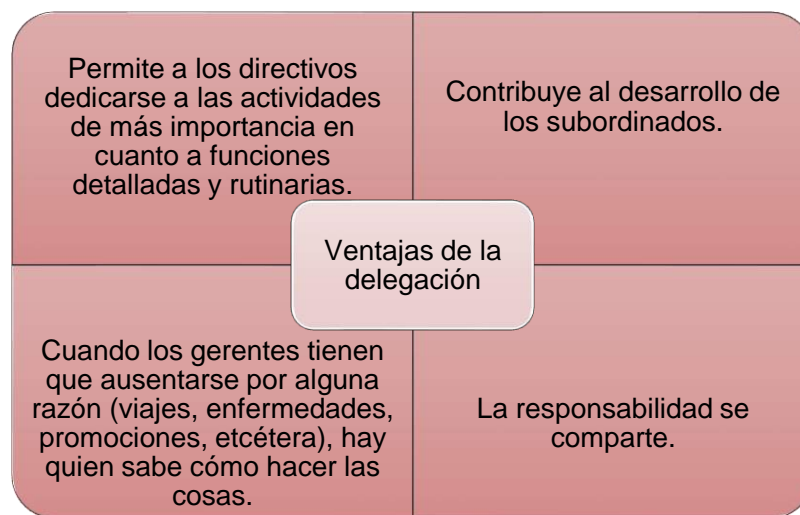 Permite a los directivos
dedicarse a las actividades
de más importancia en
cuanto a funciones
detalladas y rutinarias.
Contribuye al desarrollo de
los subordinados.
Ventajas de la
delegación
Cuando los gerentes tienen
que ausentarse por alguna
razón (viajes, enfermedades,
promociones, etcétera), hay
quien sabe cómo hacer las
cosas.
La responsabilidad se
comparte.